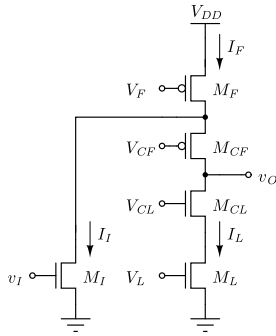 V_DD
I_F
V_F M_F
V_CF M_CF
v_O
V_CL M_CL
I_I I_L
v_I M_I V_L M_L